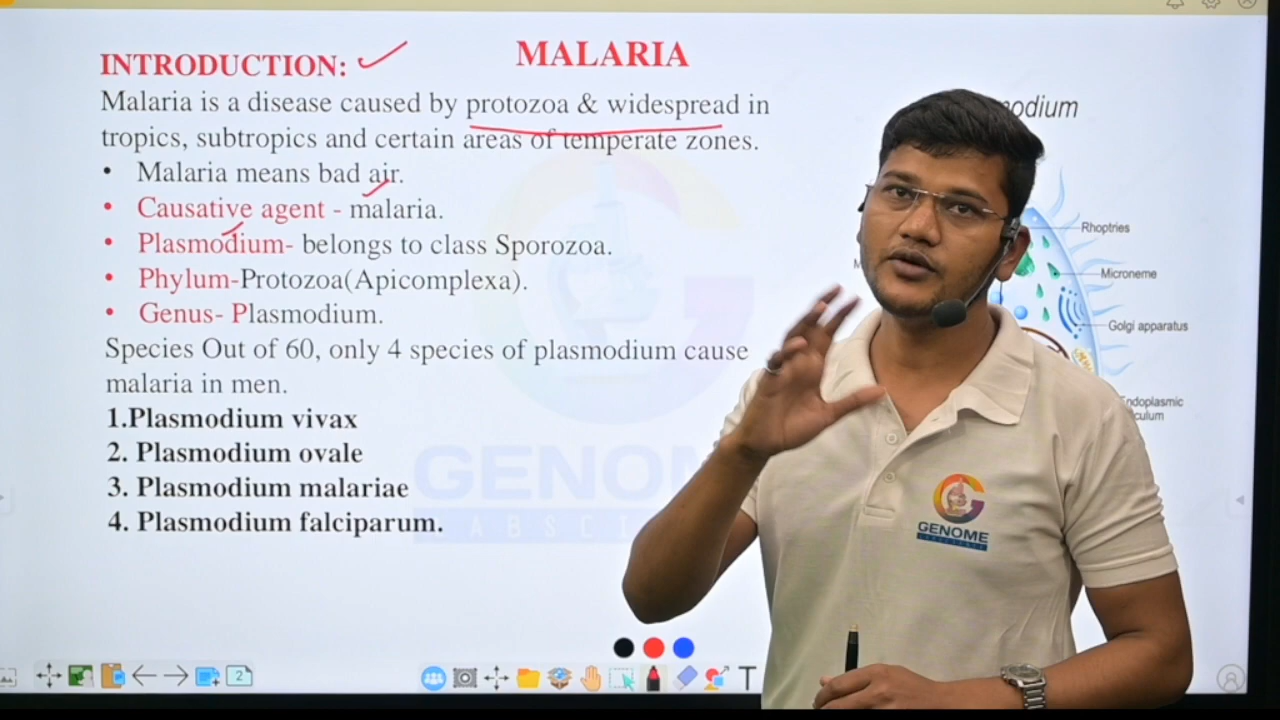 MALARIA
INTRODUCTION:
Malaria is a disease caused by protozoa & widespread in
tropics, subtropics and certain areas of temperate zones.
• Malaria means bad air.
• Causative agent - malaria.
• Plasmodium- belongs to class Sporozoa.
• Phylum-Protozoa(Apicomplexa).
• Genus- Plasmodium.
Species Out of 60, only 4 species of plasmodium cause
malaria in men.
1.Plasmodium vivax
2. Plasmodium ovale
3. Plasmodium malariae
4. Plasmodium falciparum.
Rhoptries
Microneme
Golgi apparatus
GENOME
2
T